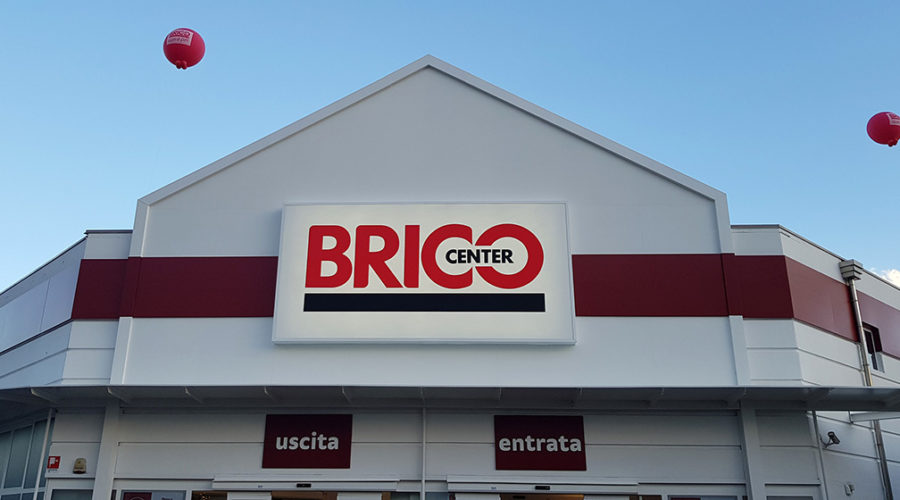 BRICO
CENTER
uscita
entrata